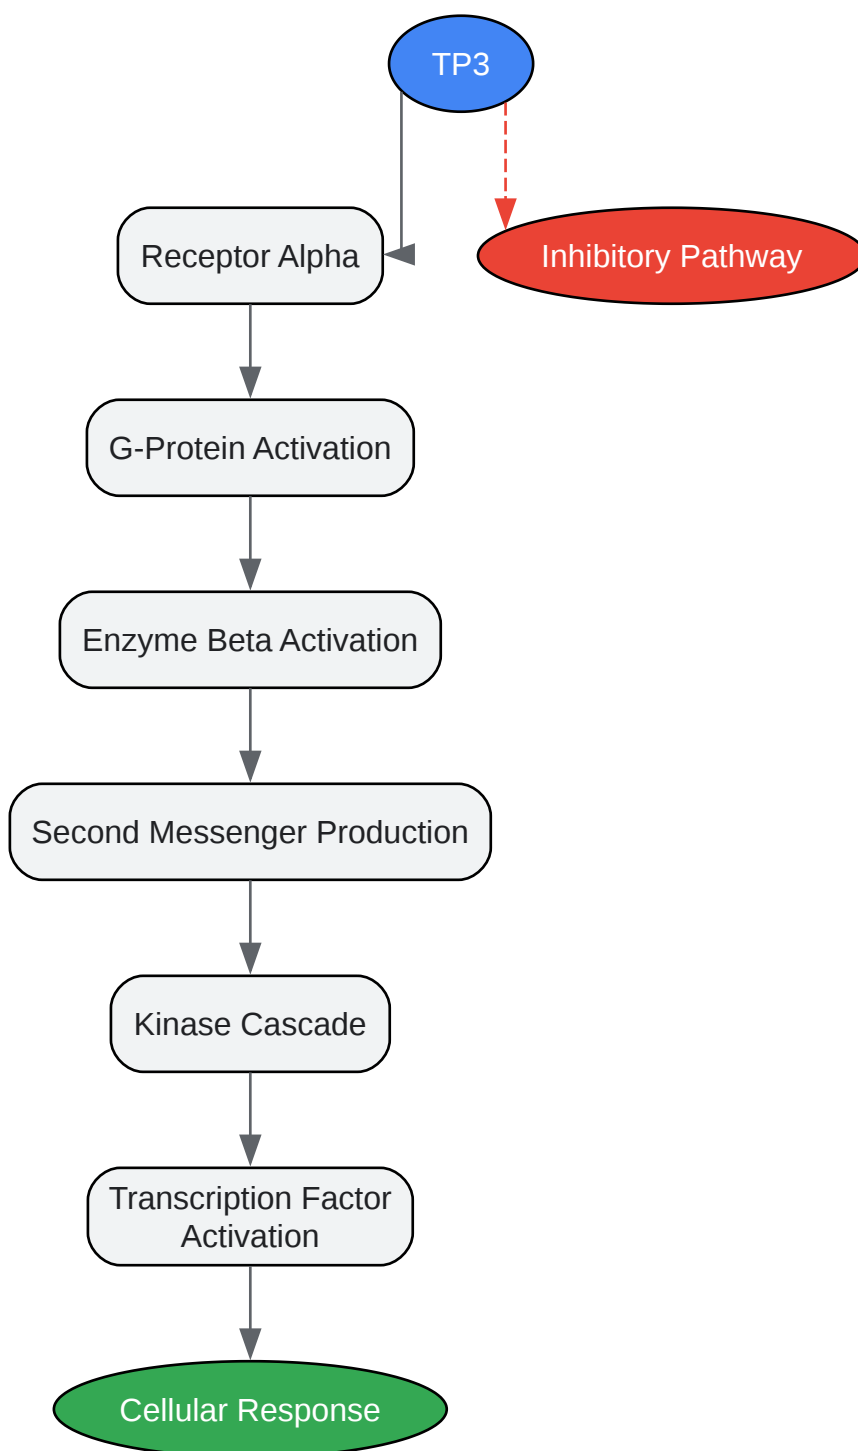 TP3
Receptor Alpha
Inhibitory Pathway
G-Protein Activation
Enzyme Beta Activation
Second Messenger Production
Kinase Cascade
Transcription Factor
Activation
Cellular Response